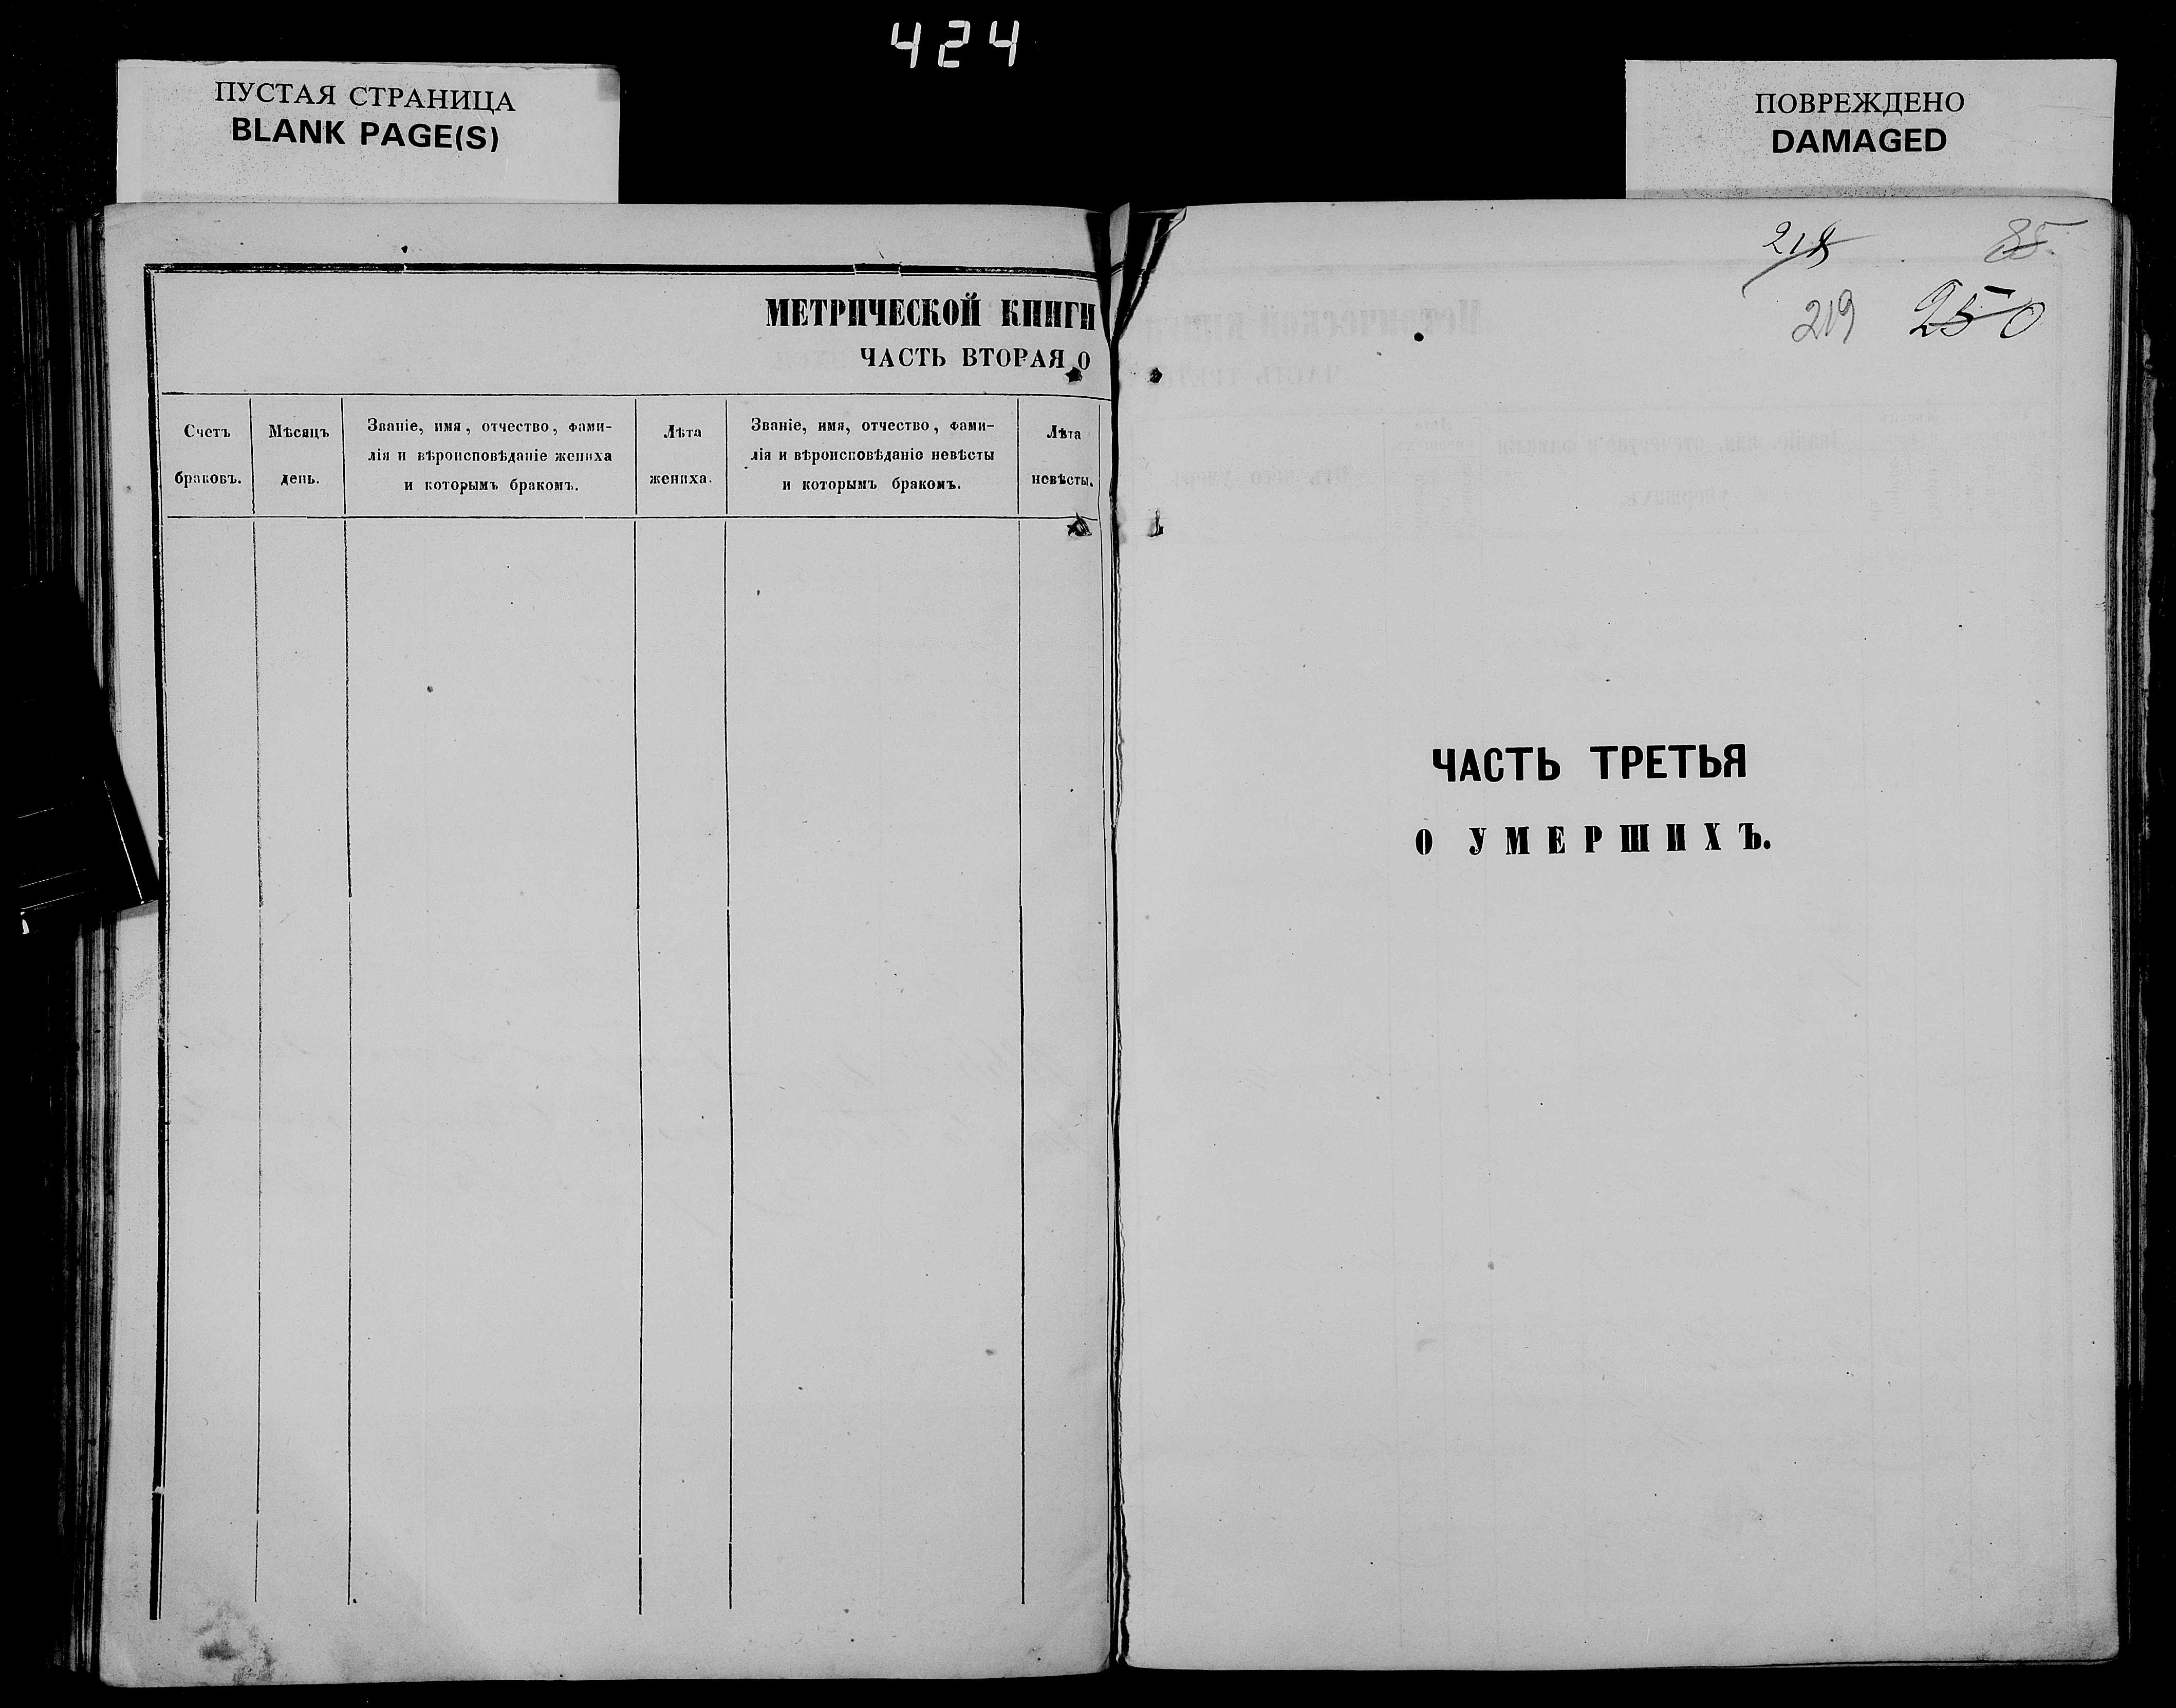 424
ПУСТАЯ СТРАНИЦА
BLANK PAGE(S)
ПОВРЕЖДЕНО
DAMAGED
МЕТРИЧЕСКОЙ КНИГИ
ЧАСТЬ ВТОРАЯ О
Счетъ
браковъ.
Мѣсяцъ
день.
Званіе, имя, отчество, фами-
лія и вѣроисповѣданіе жениха
и которымъ бракомъ.
Лѣта
жениха.
Званіе, имя, отчество, фами-
лія и вѣроисповѣданіе невѣсты
и которымъ бракомъ.
Лѣта
невѣсты.
218
85.
219
250
ЧАСТЬ ТРЕТЬЯ
О УМЕРШИХЪ.